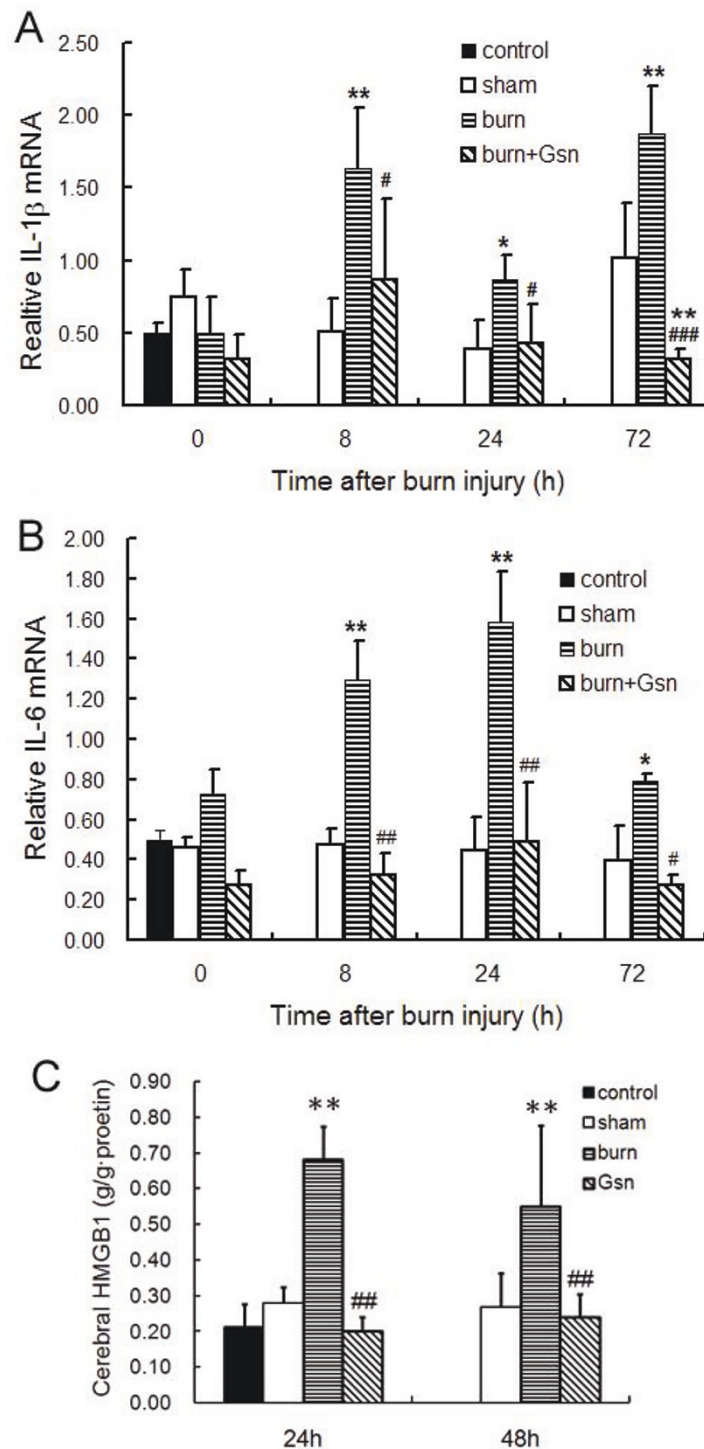 A
2.50
2.00
1.50
1.00
0.50
0.00
Realtive IL-1β mRNA
control
sham
burn
burn+Gsn
**
#
*
#
**
**
###
0 8 24 72
Time after burn injury (h)
B
2.00
1.80
1.60
1.40
1.20
1.00
0.80
0.60
0.40
0.20
0.00
Relative IL-6 mRNA
control
sham
burn
burn+Gsn
**
##
**
##
*
#
0 8 24 72
Time after burn injury (h)
C
0.90
0.80
0.70
0.60
0.50
0.40
0.30
0.20
0.10
0.00
Cerebral HMGB1 (g/g·proetin)
control
sham
burn
Gsn
**
##
**
##
24h 48h